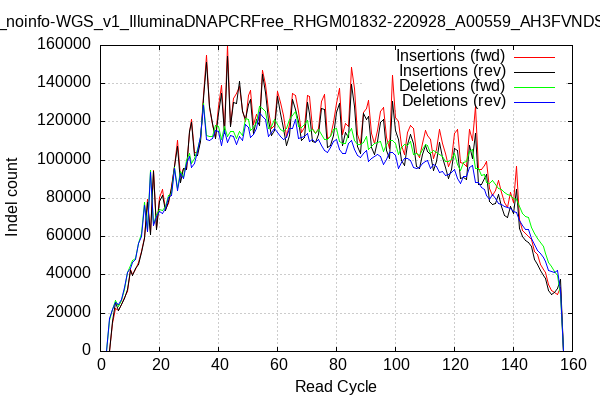 _noinfo-WGS_v1_IlluminaDNAPCRFree_RHGM01832-220928_A00559_AH3FVNDS
160000
140000
120000
100000
80000
60000
40000
20000
0
Indel count
Insertions (fwd)
Insertions (rev)
Deletions (fwd)
Deletions (rev)
0 20 40 60 80 100 120 140 160
Read Cycle